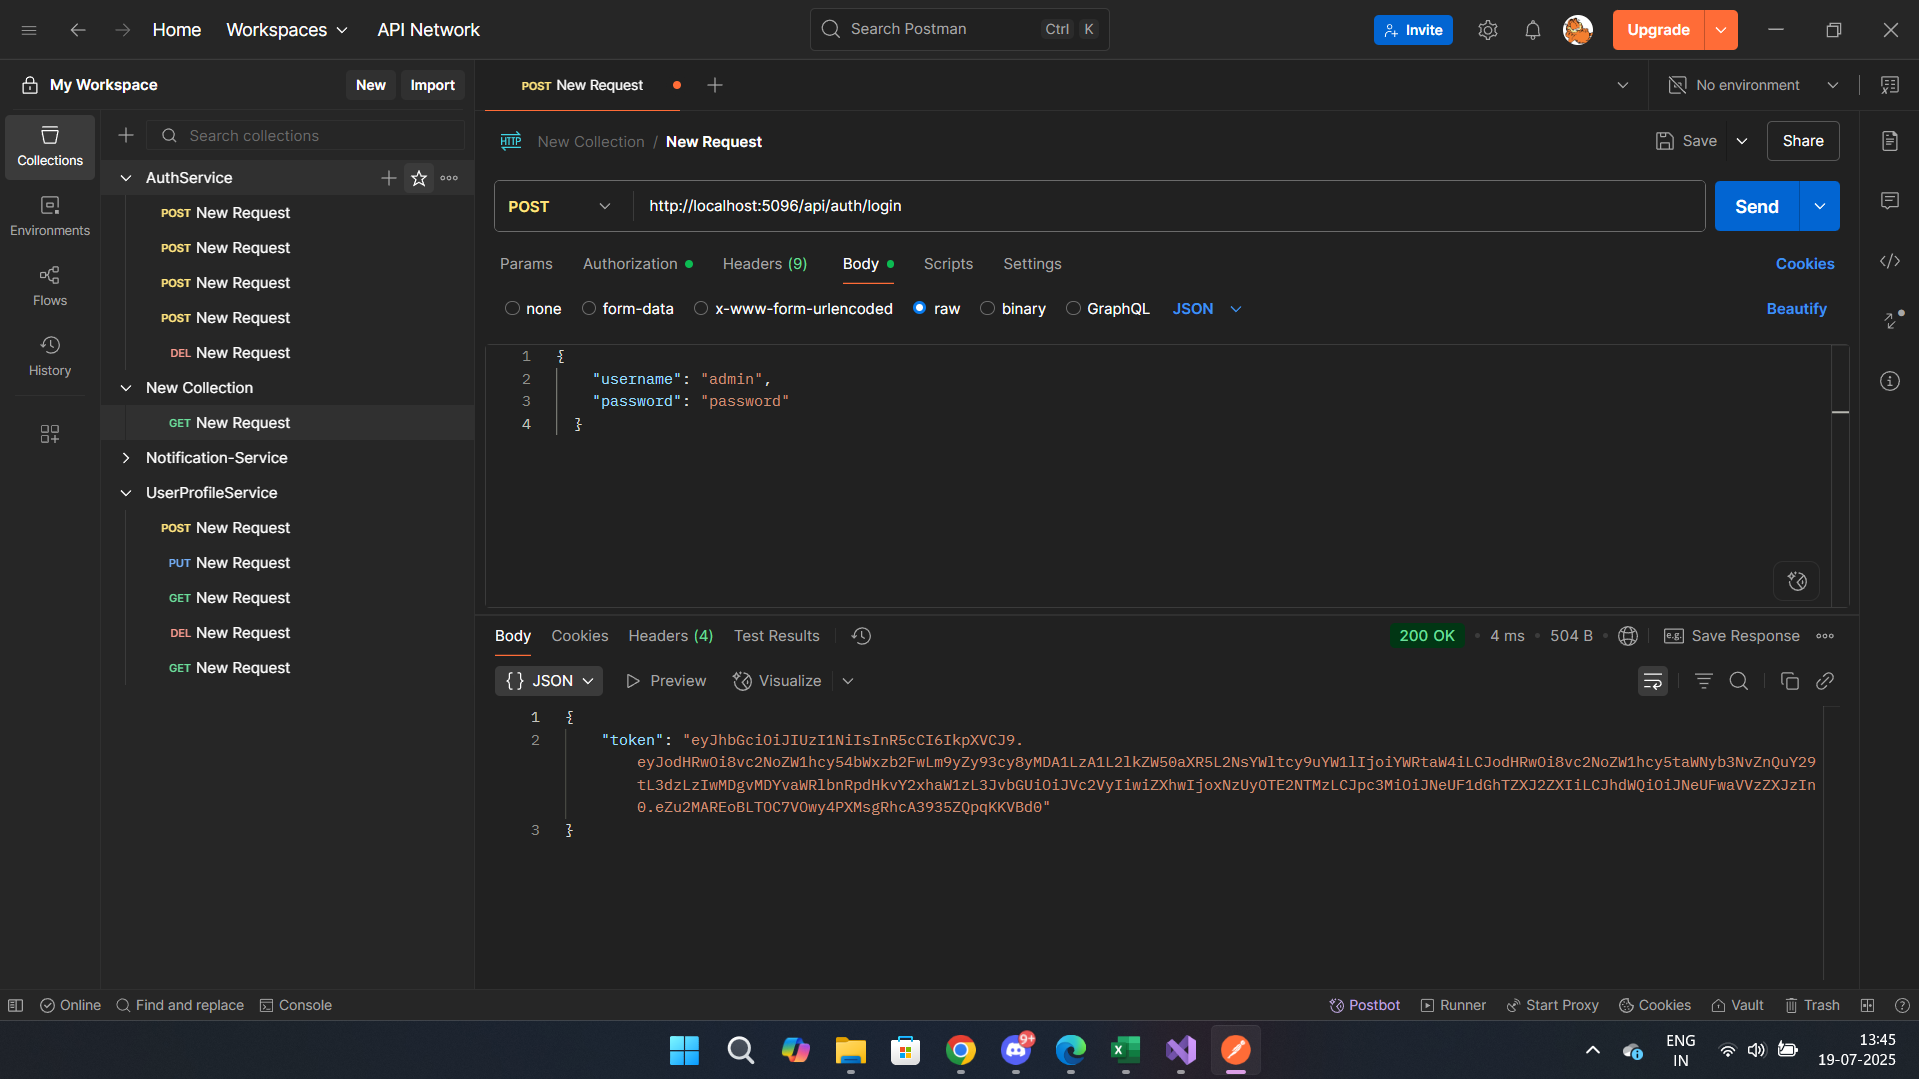 Home
Workspaces
API Network
Search Postman
Ctrl K
Invite
Upgrade
My Workspace
New
Import
POST New Request
No environment
Collections
Environments
Flows
History
Search collections
AuthService
POST New Request
POST New Request
POST New Request
POST New Request
DEL New Request
New Collection
GET New Request
Notification-Service
UserProfileService
POST New Request
PUT New Request
GET New Request
DEL New Request
GET New Request
HTTP New Collection / New Request
Save
Share
POST
http://localhost:5096/api/auth/login
Send
Params
Authorization
Headers (9)
Body
Scripts
Settings
Cookies
none
form-data
x-www-form-urlencoded
raw
binary
GraphQL
JSON
Beautify
1 {
2 "username": "admin",
3 "password": "password"
4 }
Body
Cookies
Headers (4)
Test Results
200 OK
4 ms
504 B
e.g. Save Response
{} JSON
Preview
Visualize
1 {
2 "token": "eyJhbGciOiJIUzI1NiIsInR5cCI6IkpXVCJ9.
eyJodHRwOi8vc2NoZW1hcy54bWxzb2FwLm9yZy93cy8yMDA1LzA1L2lkZW50aXR5L2NsYWltcy9uYW1lIjoiYWRtaW4iLCJodHRwOi8vc2NoZW1hcy5taWNyb3NvZnQuY29
tL3dzLzIwMDgvMDYvaWRlbnRpdHkvY2xhaW1zL3JvbGUiOiJVc2VyIiwiZXhwIjoxNzUyOTE2NTMzLCJpc3MiOiJNeUF1dGhTZXJ2ZXIiLCJhdWQiOiJNeUFwaVVzZXJzIn
0.eZu2MAREoBLTOC7VOwy4PXMsgRhcA3935ZQpqKKVBd0"
3 }
Online
Find and replace
Console
Postbot
Runner
Start Proxy
Cookies
Vault
Trash
9+
ENG
IN
13:45
19-07-2025